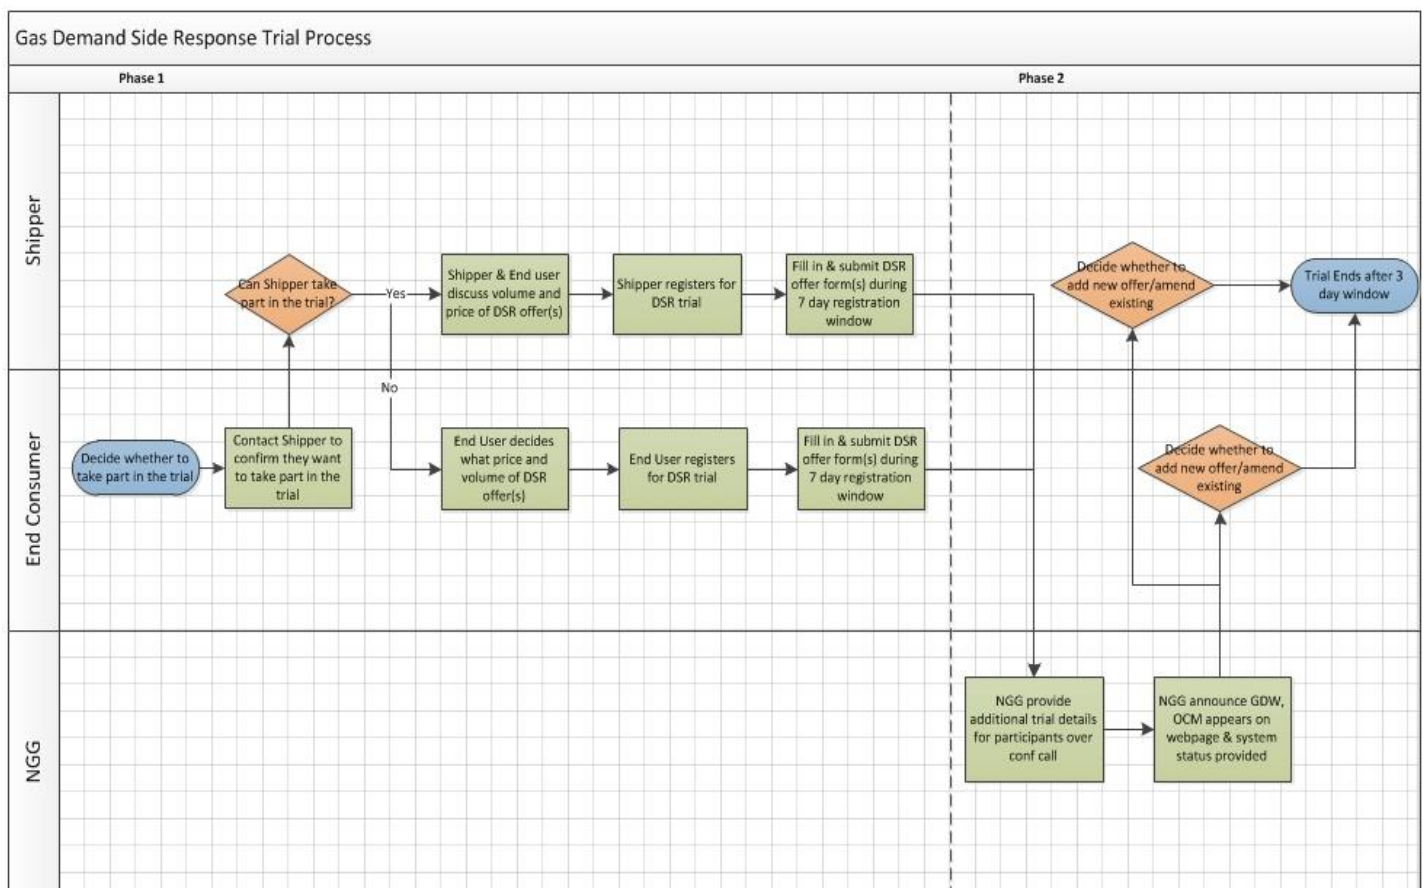 Gas Demand Side Response Trial Process
Phase 1
Phase 2
Shipper
Can Shipper take
part in the trial?
Yes
Shipper & End user
discuss volume and
price of DSR offer(s)
Shipper registers for
DSR trial
Fill in & submit DSR
offer form(s) during
7 day registration
window
Decide whether to
add new offer/amend
existing
Trial Ends after 3
day window
No
End Consumer
Decide whether to
take part in the trial
Contact Shipper to
confirm they want
to take part in the
trial
End User decides
what price and
volume of DSR
offer(s)
End User registers
for DSR trial
Fill in & submit DSR
offer form(s) during
7 day registration
window
Decide whether to
add new offer/amend
existing
NGG
NGG provide
additional trial details
for participants over
conf call
NGG announce GDW,
OCM appears on
webpage & system
status provided